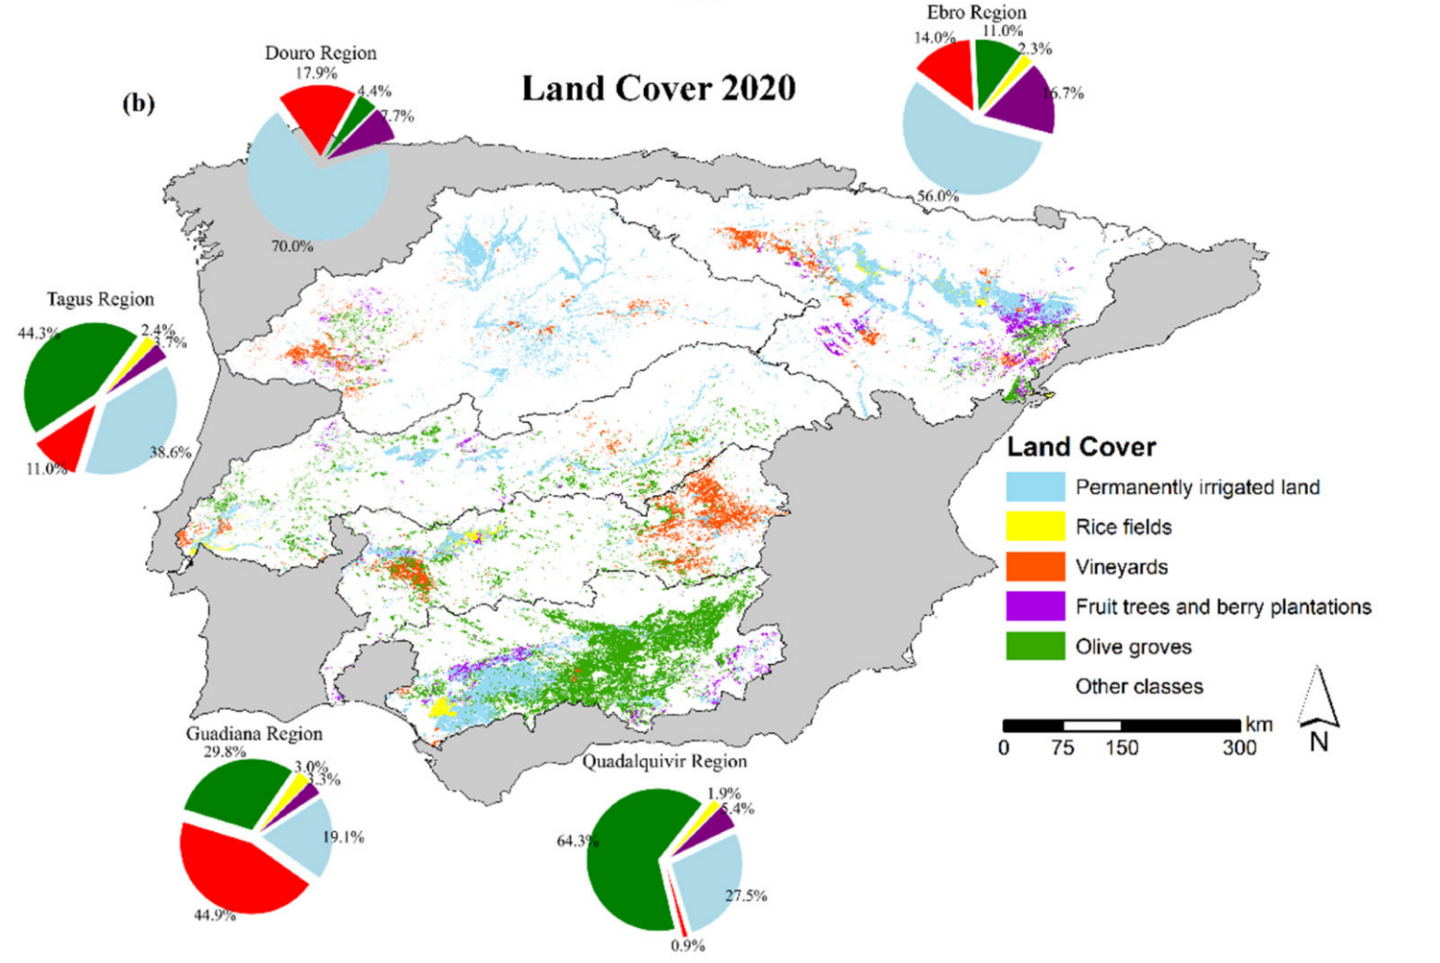 Ebro Region
14.0%
11.0%
2.3%
16.7%
56.0%
Douro Region
17.9%
4.4%
7.7%
70.0%
(b)
Land Cover 2020
Tagus Region
44.3%
2.4%
3.7%
38.6%
11.0%
Land Cover
Permanently irrigated land
Rice fields
Vineyards
Fruit trees and berry plantations
Olive groves
Other classes
km
0 75 150 300
N
Guadiana Region
29.8%
3.0%
3.3%
19.1%
44.9%
Quadalquivir Region
1.9%
5.4%
64.3%
27.5%
0.9%